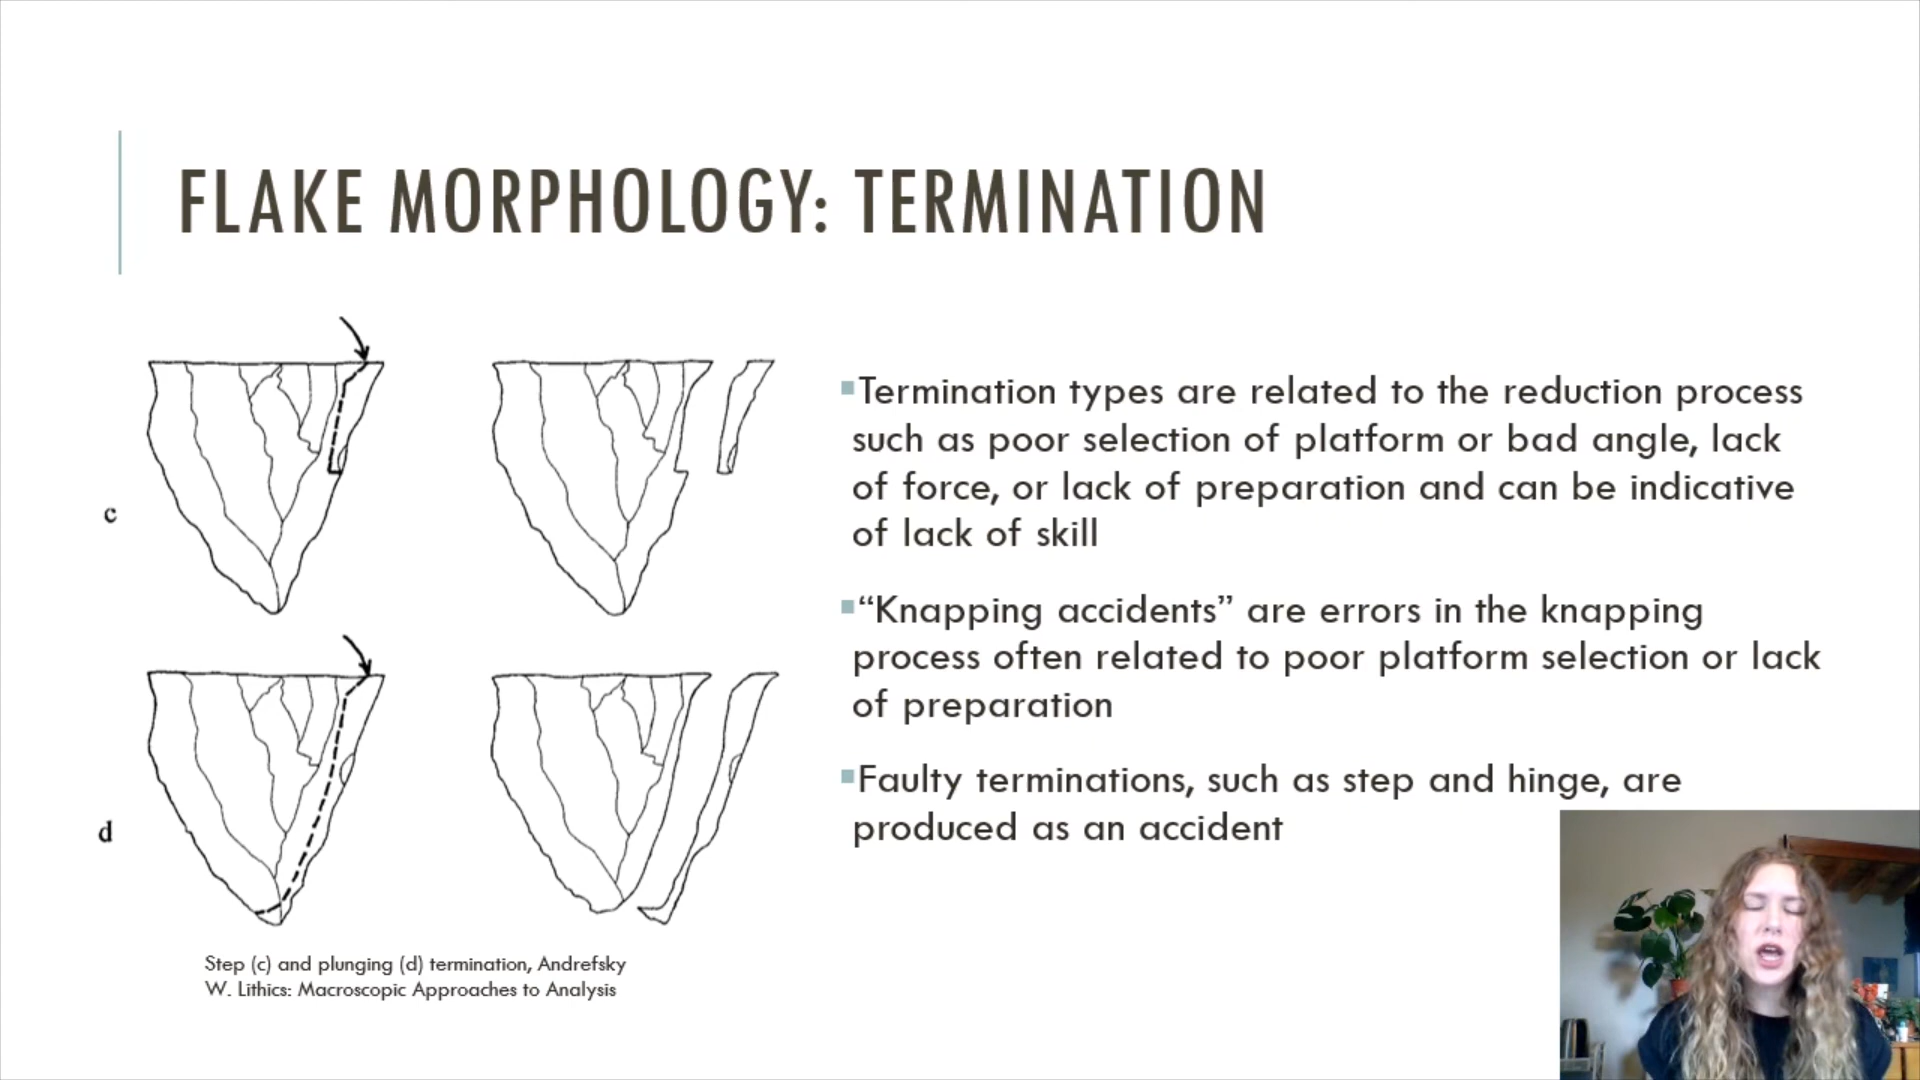 FLAKE MORPHOLOGY: TERMINATION
c
d
Step (c) and plunging (d) termination, Andrefsky
W. Lithics: Macroscopic Approaches to Analysis
▪Termination types are related to the reduction process
such as poor selection of platform or bad angle, lack
of force, or lack of preparation and can be indicative
of lack of skill
▪“Knapping accidents” are errors in the knapping
process often related to poor platform selection or lack
of preparation
▪Faulty terminations, such as step and hinge, are
produced as an accident